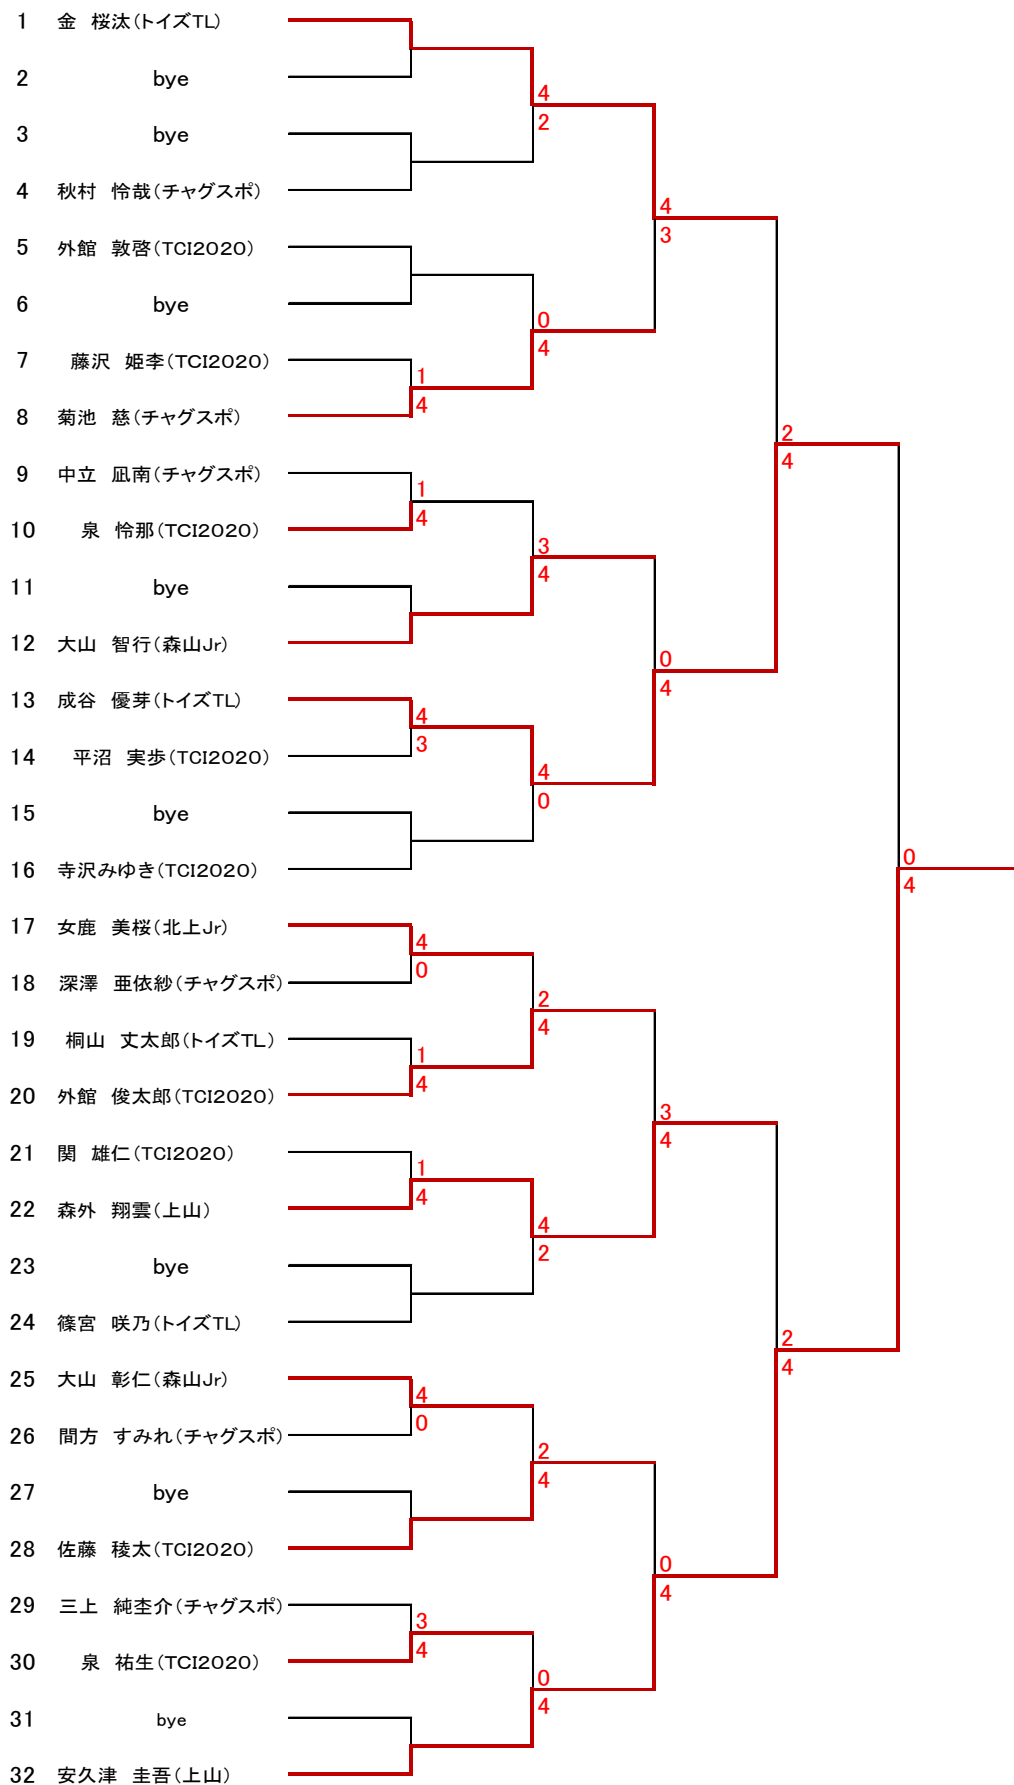 1 金 桜汰(トイズTL)
2 bye
4
2
3 bye
4 秋村 怜哉(チャグスポ)
4
3
5 外館 敦啓(TCI2020)
6 bye
0
4
7 藤沢 姫李(TCI2020)
1
4
8 菊池 慈(チャグスポ)
2
4
9 中立 凪南(チャグスポ)
1
4
10 泉 怜那(TCI2020)
3
4
11 bye
12 大山 智行(森山Jr)
0
4
13 成谷 優芽(トイズTL)
4
3
14 平沼 実歩(TCI2020)
4
0
15 bye
16 寺沢みゆき(TCI2020)
0
4
17 女鹿 美桜(北上Jr)
4
0
18 深澤 亜依紗(チャグスポ)
2
4
19 桐山 丈太郎(トイズTL)
1
4
20 外館 俊太郎(TCI2020)
3
4
21 関 雄仁(TCI2020)
1
4
22 森外 翔雲(上山)
4
2
23 bye
24 篠宮 咲乃(トイズTL)
2
4
25 大山 彰仁(森山Jr)
4
0
26 間方 すみれ(チャグスポ)
2
4
27 bye
28 佐藤 稜太(TCI2020)
0
4
29 三上 純杢介(チャグスポ)
3
4
30 泉 祐生(TCI2020)
0
4
31 bye
32 安久津 圭吾(上山)